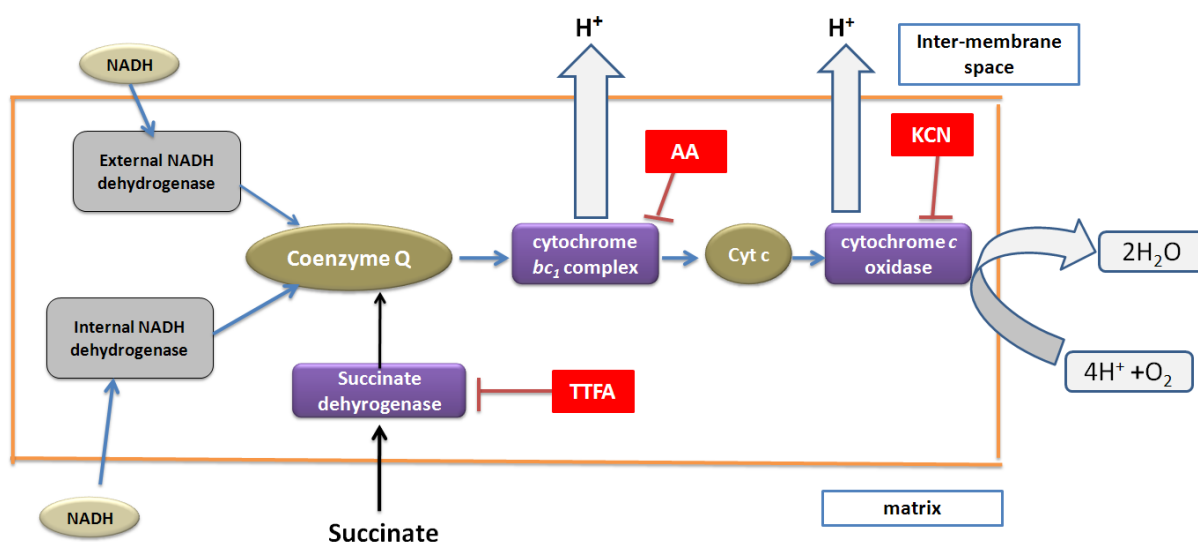 H⁺
H⁺
Inter-membrane
space
NADH
KCN
AA
External NADH
dehydrogenase
Coenzyme Q
cytochrome
bc₁ complex
Cyt c
cytochrome c
oxidase
2H₂O
Internal NADH
dehydrogenase
Succinate
dehyrogenase
TTFA
4H⁺ +O₂
NADH
Succinate
matrix